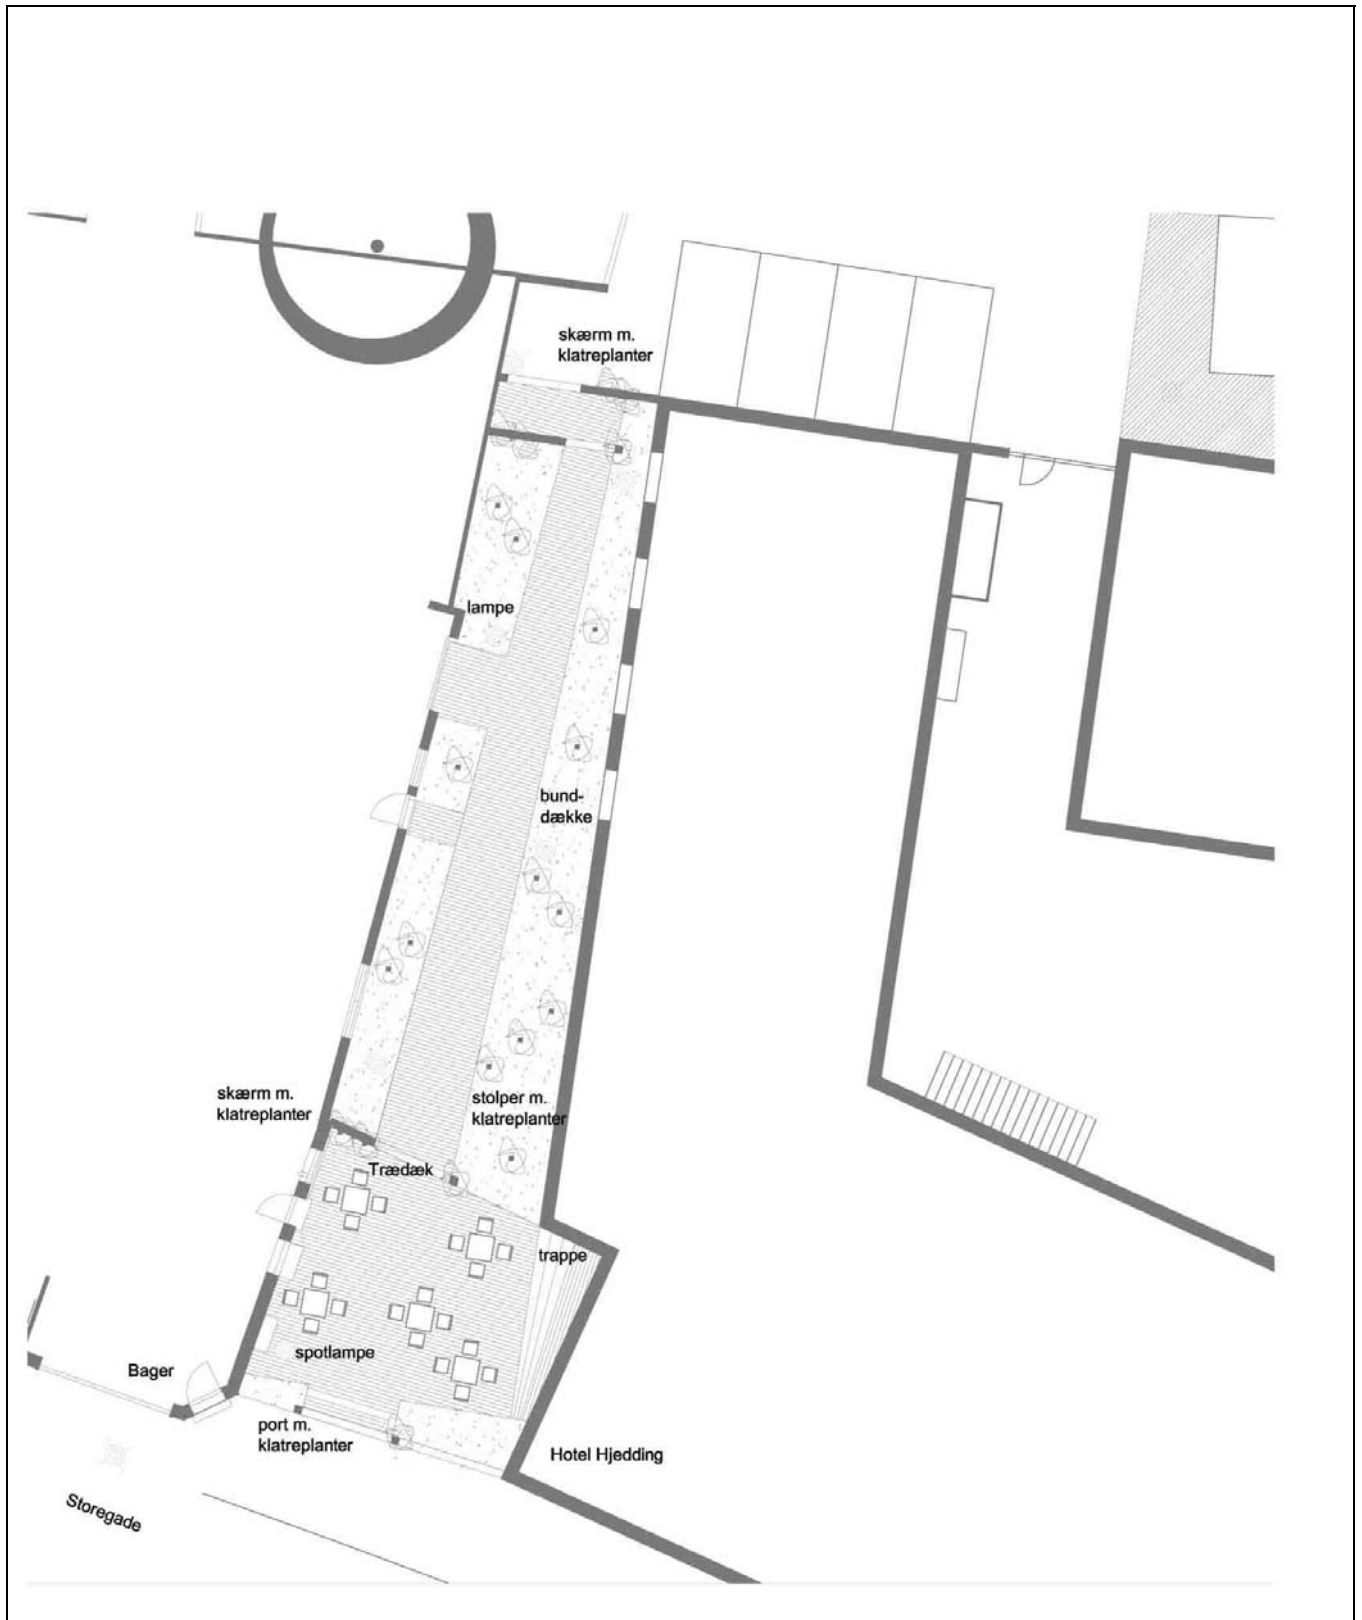 skærm m.
klatreplanter
lampe
bund-
dække
skærm m.
klatreplanter
stolper m.
klatreplanter
Trædæk
trappe
spotlampe
Bager
port m.
klatreplanter
Hotel Hjedding
Storegade